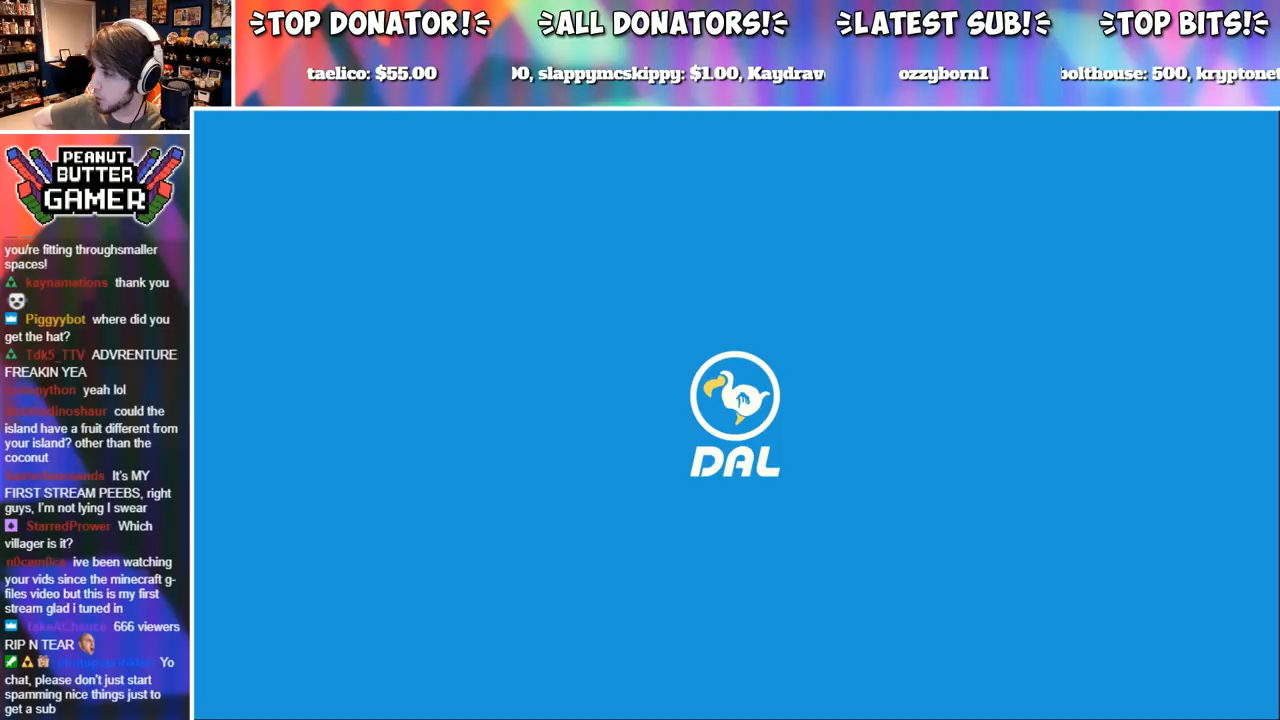 TOP DONATOR!
ALL DONATORS!
LATEST SUB!
TOP BITS!
taelico: $55.00
0, slappymcskippy: $1.00, Kaydrav
ozzyborn1
bolthouse: 500, kryptonet
PEANUT
BUTTER
GAMER
you're fitting throughsmaller
spaces!
kaynamations thank you
Piggyybot where did you
get the hat?
Tdk5_TTV ADVRENTURE
FREAKIN YEA
yeah lol
could the
island have a fruit different from
your island? other than the
coconut
It's MY
FIRST STREAM PEEBS, right
guys, I'm not lying I swear
StarredPrower Which
villager is it?
ive been watching
your vids since the minecraft g-
files video but this is my first
stream glad i tuned in
TakeAChance 666 viewers
RIP N TEAR
Yo
chat, please don't just start
spamming nice things just to
get a sub
DAL